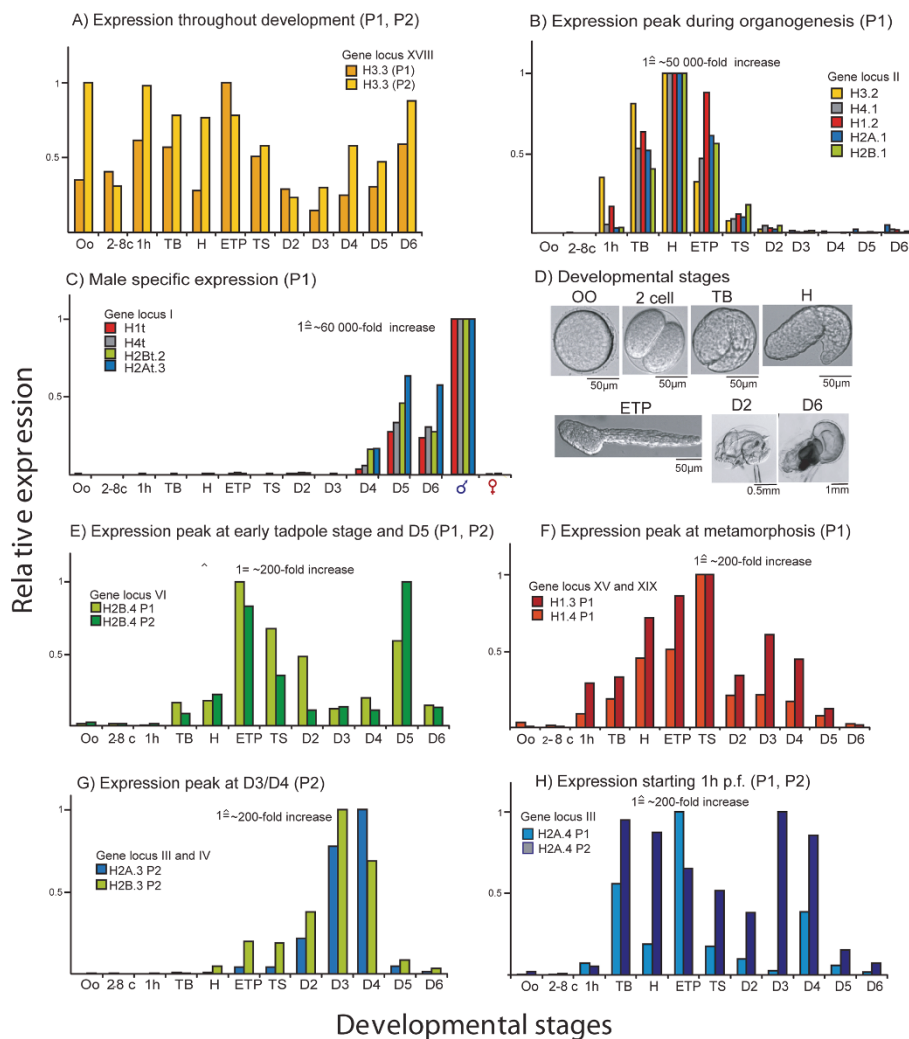 A) Expression throughout development (P1, P2)
Gene locus XVIII
H3.3 (P1)
H3.3 (P2)
1
0.5
Oo 2-8c 1h TB H ETP TS D2 D3 D4 D5 D6
B) Expression peak during organogenesis (P1)
1≙ ~50 000-fold increase
Gene locus II
H3.2
H4.1
H1.2
H2A.1
H2B.1
1
0.5
Oo 2-8c 1h TB H ETP TS D2 D3 D4 D5 D6
C) Male specific expression (P1)
Gene locus I
H1t
H4t
H2Bt.2
H2At.3
1≙~60 000-fold increase
1
0.5
Oo 2-8c 1h TB H ETP TS D2 D3 D4 D5 D6 ♂ ♀
D) Developmental stages
OO 2 cell TB H
50µm 50µm 50µm 50µm
ETP D2 D6
50µm 0.5mm 1mm
Relative expression
E) Expression peak at early tadpole stage and D5 (P1, P2)
^
1= ~200-fold increase
Gene locus VI
H2B.4 P1
H2B.4 P2
1
0.5
Oo 28 c 1h TB H ETP TS D2 D3 D4 D5 D6
F) Expression peak at metamorphosis (P1)
1≙ ~200-fold increase
Gene locus XV and XIX
H1.3 P1
H1.4 P1
1
0.5
Oo 2-8 c 1h TB H ETP TS D2 D3 D4 D5 D6
G) Expression peak at D3/D4 (P2)
1≙~200-fold increase
Gene locus III and IV
H2A.3 P2
H2B.3 P2
1
0.5
Oo 28 c 1h TB H ETP TS D2 D3 D4 D5 D6
H) Expression starting 1h p.f. (P1, P2)
1≙ ~200-fold increase
Gene locus III
H2A.4 P1
H2A.4 P2
1
0.5
Oo 2-8 c 1h TB H ETP TS D2 D3 D4 D5 D6
Developmental stages